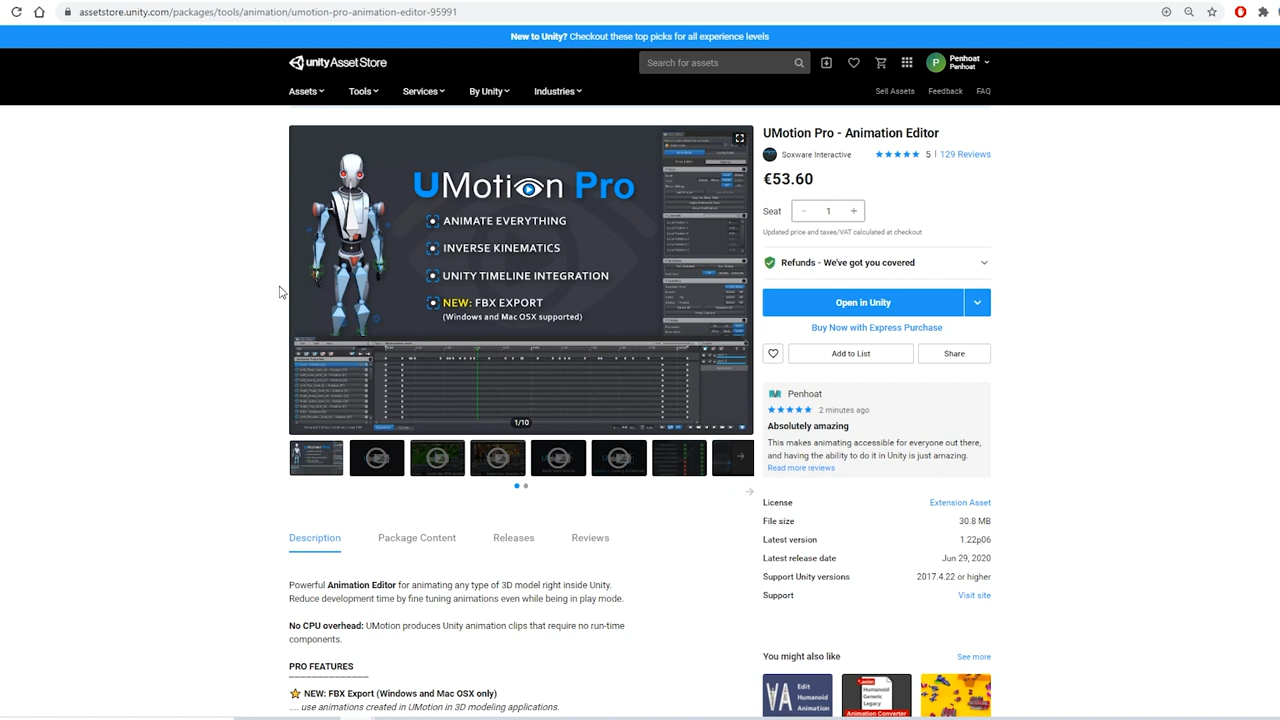 assetstore.unity.com/packages/tools/animation/umotion-pro-animation-editor-95991
New to Unity? Checkout these top picks for all experience levels
unity Asset Store
Search for assets
P
Penhoat
Penhoat
Assets
Tools
Services
By Unity
Industries
Sell Assets
Feedback
FAQ
UMotion Pro
ANIMATE EVERYTHING
INVERSE KINEMATICS
UNITY TIMELINE INTEGRATION
NEW: FBX EXPORT
(Windows and Mac OSX supported)
1/10
UMotion Pro - Animation Editor
Soxware Interactive
5 | 129 Reviews
€53.60
Seat
- 1 +
Updated price and taxes/VAT calculated at checkout
Refunds - We've got you covered
Open in Unity
Buy Now with Express Purchase
Add to List
Share
Penhoat
2 minutes ago
Absolutely amazing
This makes animating accessible for everyone out there,
and having the ability to do it in Unity is just amazing.
Read more reviews
License
Extension Asset
File size
30.8 MB
Latest version
1.22p06
Latest release date
Jun 29, 2020
Support Unity versions
2017.4.22 or higher
Support
Visit site
Description
Package Content
Releases
Reviews
Powerful Animation Editor for animating any type of 3D model right inside Unity.
Reduce development time by fine tuning animations even while being in play mode.
No CPU overhead: UMotion produces Unity animation clips that require no run-time
components.
PRO FEATURES
NEW: FBX Export (Windows and Mac OSX only)
.... use animations created in UMotion in 3D modeling applications.
You might also like
See more
VA
Edit
Humanoid
Animation
Humanoid
Generic
Legacy
Animation Converter